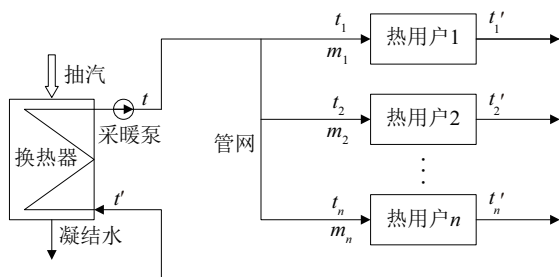 t₁
热用户1
t₁′
m₁
抽汽
t
采暖泵
t₂
热用户2
t₂′
m₂
换热器
管网
⋮
t′
tₙ
热用户n
tₙ′
mₙ
凝结水